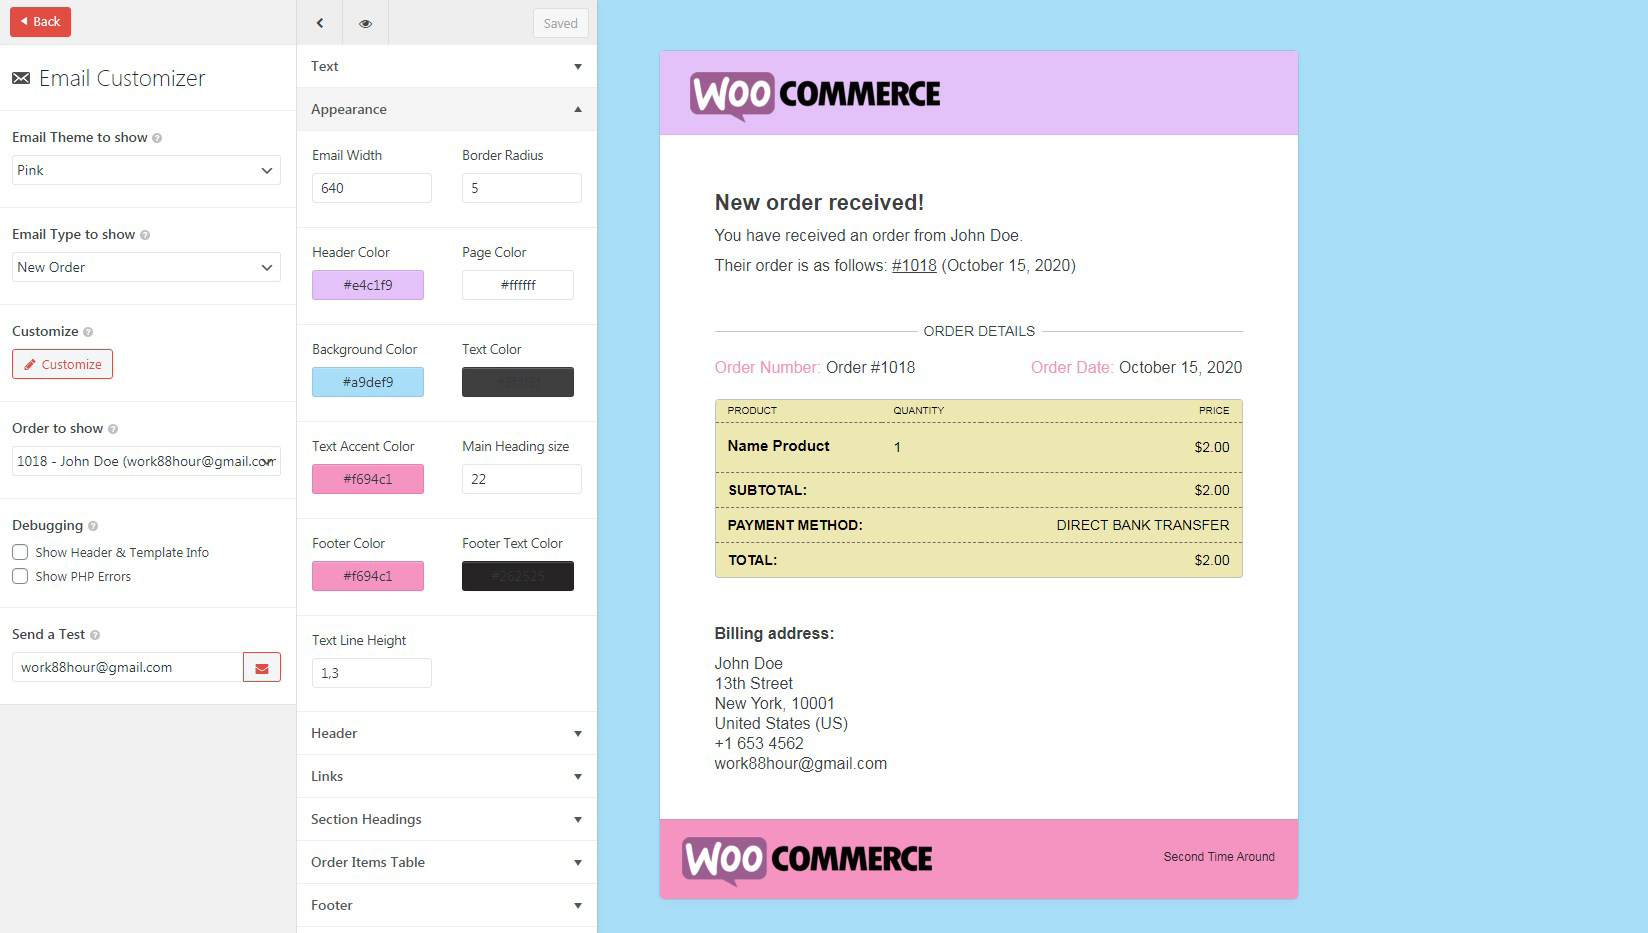 Back
Saved
Email Customizer
Email Theme to show
Pink
Email Type to show
New Order
Customize
Customize
Order to show
1018 - John Doe (work88hour@gmail.com
Debugging
Show Header & Template Info
Show PHP Errors
Send a Test
work88hour@gmail.com
Text
Appearance
Email Width Border Radius
640 5
Header Color Page Color
#e4c1f9 #ffffff
Background Color Text Color
#a9def9
Text Accent Color Main Heading size
#f694c1 22
Footer Color Footer Text Color
#f694c1 #262525
Text Line Height
1,3
Header
Links
Section Headings
Order Items Table
Footer
WOO COMMERCE
New order received!
You have received an order from John Doe.
Their order is as follows: #1018 (October 15, 2020)
ORDER DETAILS
Order Number: Order #1018 Order Date: October 15, 2020
PRODUCT QUANTITY PRICE
Name Product 1 $2.00
SUBTOTAL: $2.00
PAYMENT METHOD: DIRECT BANK TRANSFER
TOTAL: $2.00
Billing address:
John Doe
13th Street
New York, 10001
United States (US)
+1 653 4562
work88hour@gmail.com
WOO COMMERCE Second Time Around